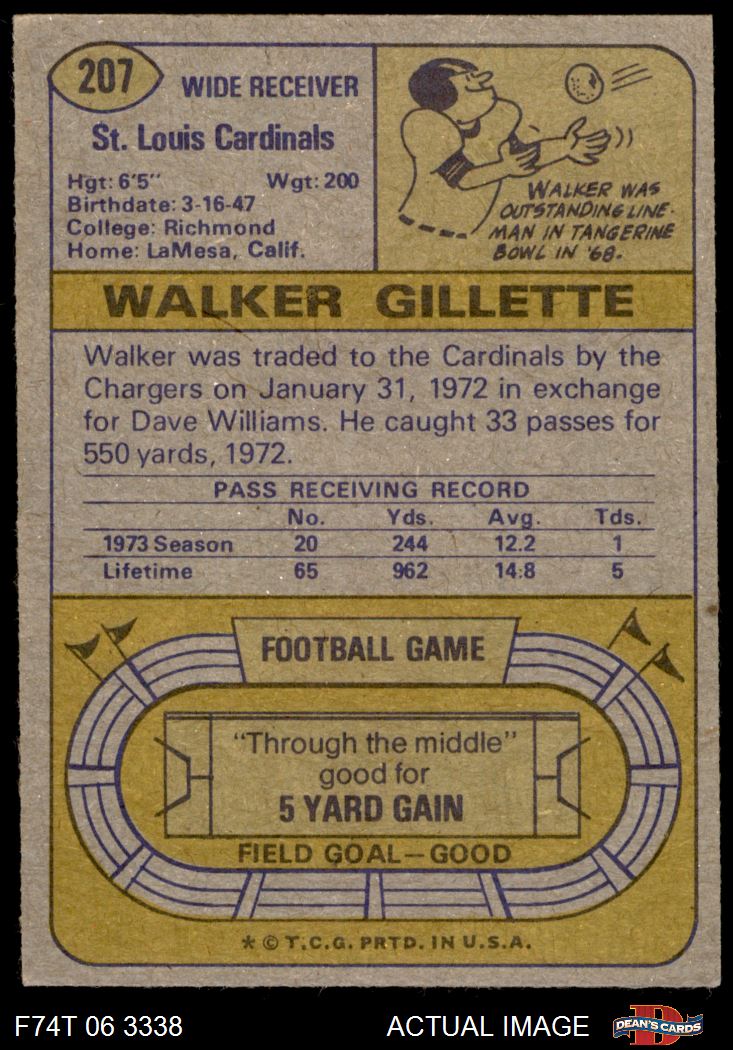 207
WIDE RECEIVER
St. Louis Cardinals
Hgt: 6'5" Wgt: 200
Birthdate: 3-16-47
College: Richmond
Home: LaMesa, Calif.
WALKER WAS
OUTSTANDING LINE-
MAN IN TANGERINE
BOWL IN '68.
WALKER GILLETTE
Walker was traded to the Cardinals by the
Chargers on January 31, 1972 in exchange
for Dave Williams. He caught 33 passes for
550 yards, 1972.
PASS RECEIVING RECORD
No. Yds. Avg. Tds.
1973 Season 20 244 12.2 1
Lifetime 65 962 14.8 5
FOOTBALL GAME
"Through the middle"
good for
5 YARD GAIN
FIELD GOAL—GOOD
* © T.C.G. PRTD. IN U.S.A.
F74T 06 3338 ACTUAL IMAGE D DEAN'S CARDS